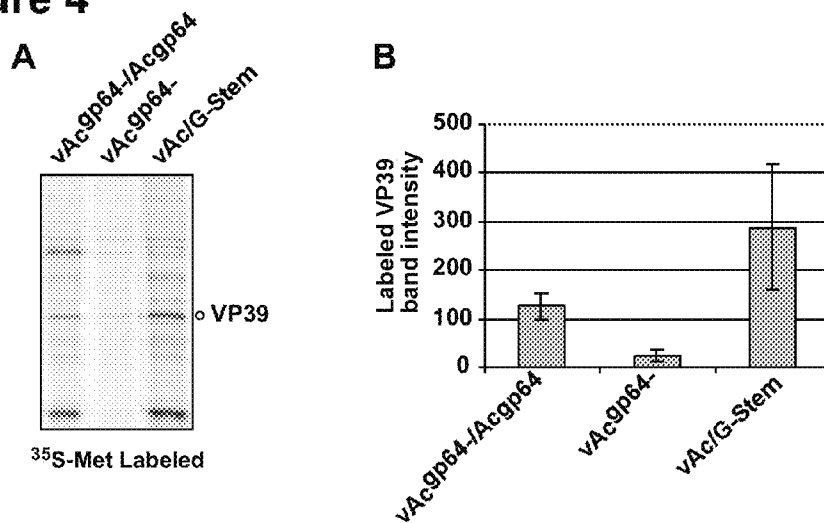 4
A
vAcgp64-/Acgp64
vAcgp64-
vAc/G-Stem
VP39
35S-Met Labeled
B
Labeled VP39
band intensity
500
400
300
200
100
0
vAcgp64-/Acgp64
vAcgp64-
vAc/G-Stem